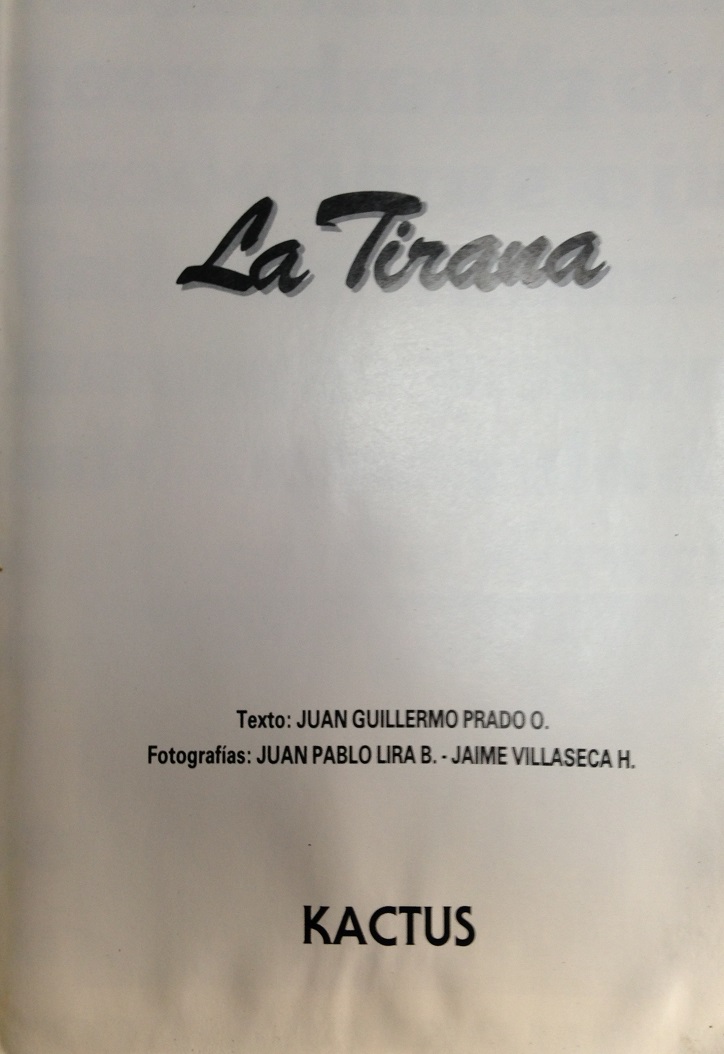 La Tirana
Texto: JUAN GUILLERMO PRADO O.
Fotografías: JUAN PABLO LIRA B. - JAIME VILLASECA H.
KACTUS